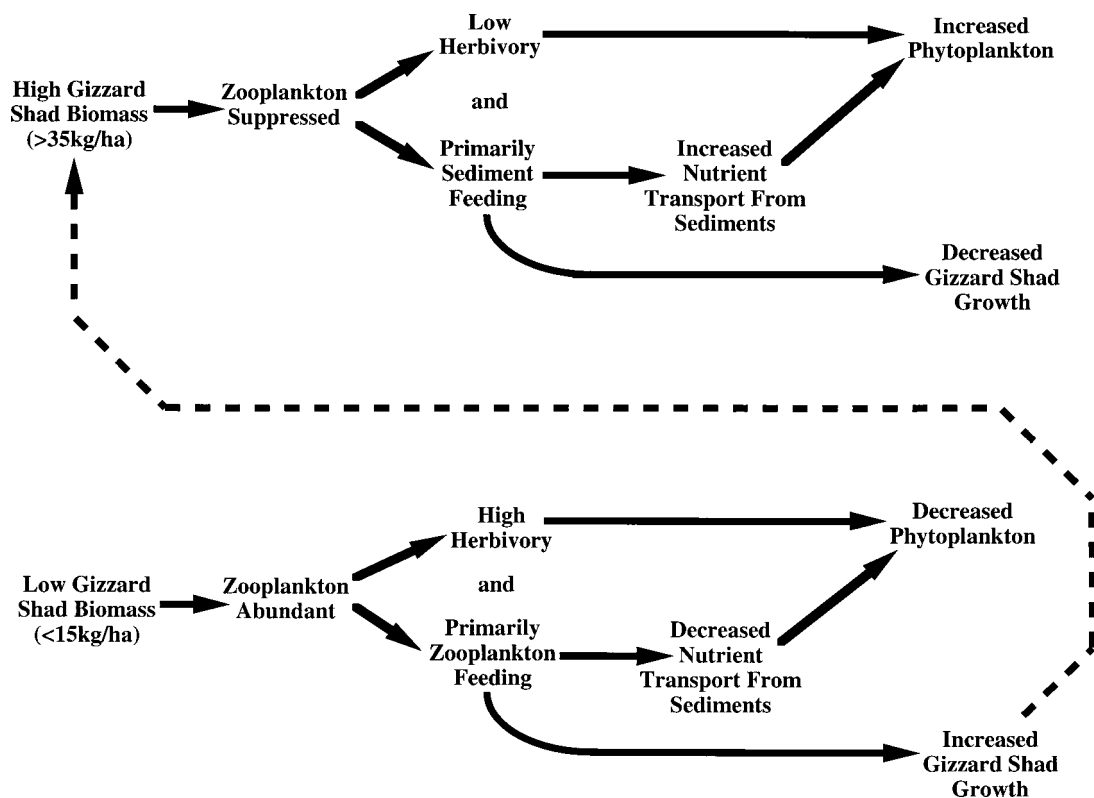 High Gizzard
Shad Biomass
(>35kg/ha)
Zooplankton
Suppressed
Low
Herbivory
and
Primarily
Sediment
Feeding
Increased
Nutrient
Transport From
Sediments
Increased
Phytoplankton
Decreased
Gizzard Shad
Growth
Low Gizzard
Shad Biomass
(<15kg/ha)
Zooplankton
Abundant
High
Herbivory
and
Primarily
Zooplankton
Feeding
Decreased
Nutrient
Transport From
Sediments
Decreased
Phytoplankton
Increased
Gizzard Shad
Growth